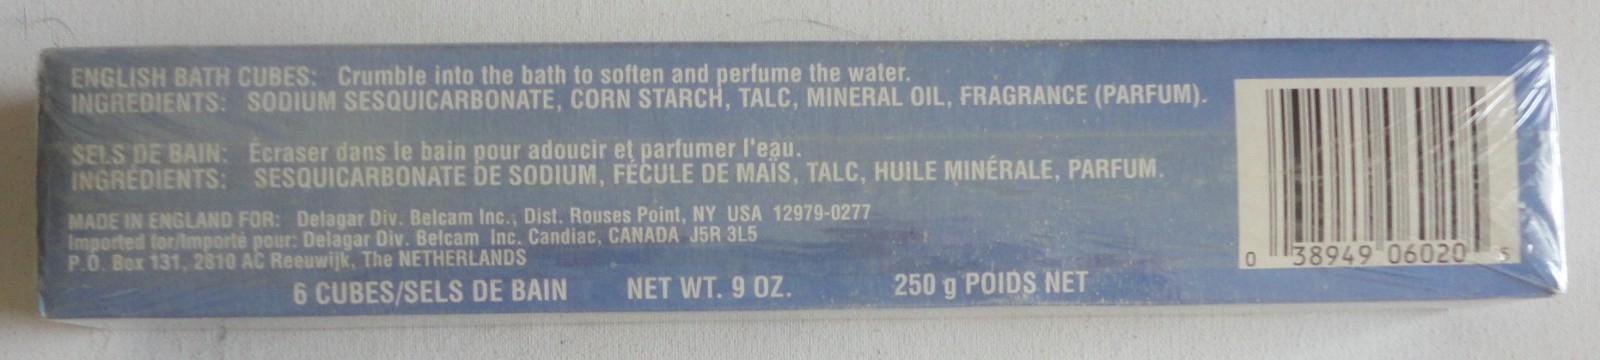 ENGLISH BATH CUBES: Crumble into the bath to soften and perfume the water.
INGREDIENTS: SODIUM SESQUICARBONATE, CORN STARCH, TALC, MINERAL OIL, FRAGRANCE (PARFUM).
SELS DE BAIN: Écraser dans le bain pour adoucir et parfumer l'eau.
INGRÉDIENTS: SESQUICARBONATE DE SODIUM, FÉCULE DE MAÏS, TALC, HUILE MINÉRALE, PARFUM.
MADE IN ENGLAND FOR: Delagar Div. Belcam Inc., Dist. Rouses Point, NY USA 12979-0277
Imported for/Importé pour: Delagar Div. Belcam Inc. Candiac, CANADA J5R 3L5
P.O. Box 131, 2810 AC Reeuwijk, The NETHERLANDS
6 CUBES/SELS DE BAIN NET WT. 9 OZ. 250 g POIDS NET
0 38949 06020 5